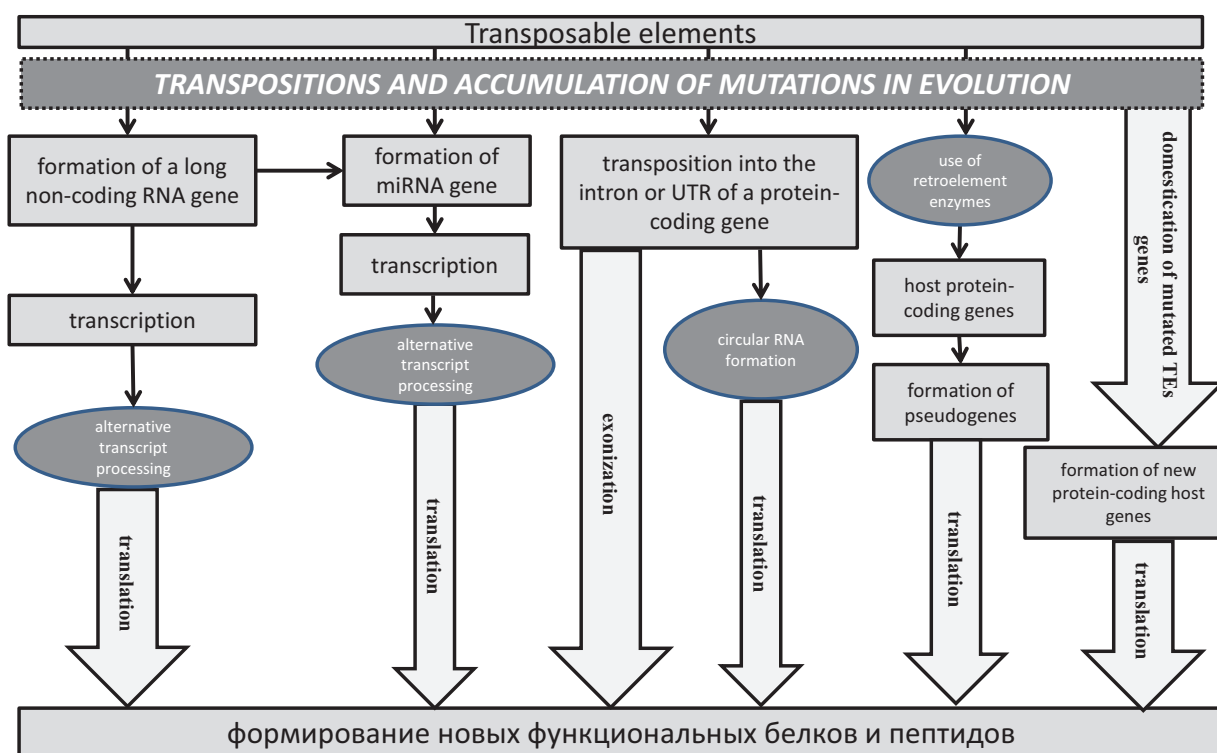 Transposable elements
TRANSPOSITIONS AND ACCUMULATION OF MUTATIONS IN EVOLUTION
formation of a long
non-coding RNA gene
transcription
alternative
transcript
processing
translation
formation of
miRNA gene
transcription
alternative
transcript
processing
translation
transposition into the
intron or UTR of a protein-
coding gene
exonization
circular RNA
formation
translation
use of
retroelement
enzymes
host protein-
coding genes
formation of
pseudogenes
translation
domestication of mutated TEs
genes
formation of new
protein-coding host
genes
translation
формирование новых функциональных белков и пептидов